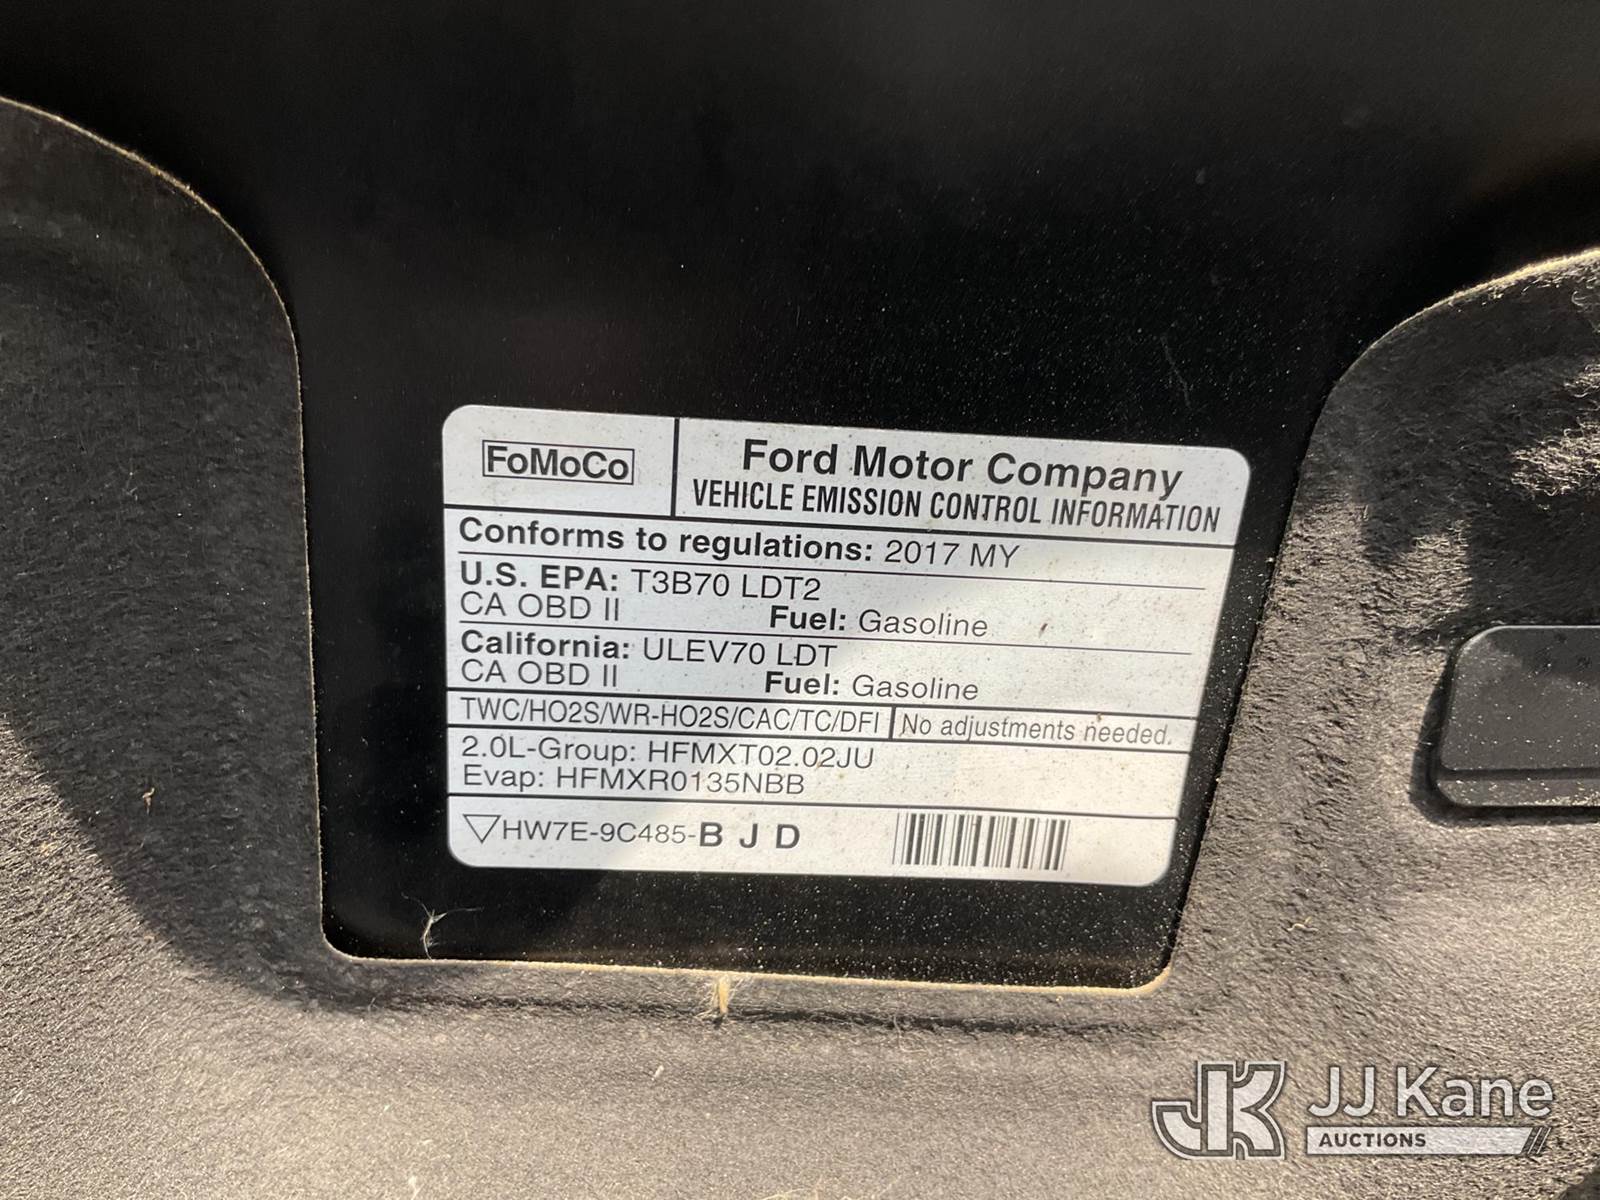 FoMoCo
Ford Motor Company
VEHICLE EMISSION CONTROL INFORMATION
Conforms to regulations: 2017 MY
U.S. EPA: T3B70 LDT2
CA OBD II Fuel: Gasoline
California: ULEV70 LDT
CA OBD II Fuel: Gasoline
TWC/HO2S/WR-HO2S/CAC/TC/DFI No adjustments needed.
2.0L-Group: HFMXT02.02JU
Evap: HFMXR0135NBB
HW7E-9C485-B J D
JK JJ Kane
AUCTIONS